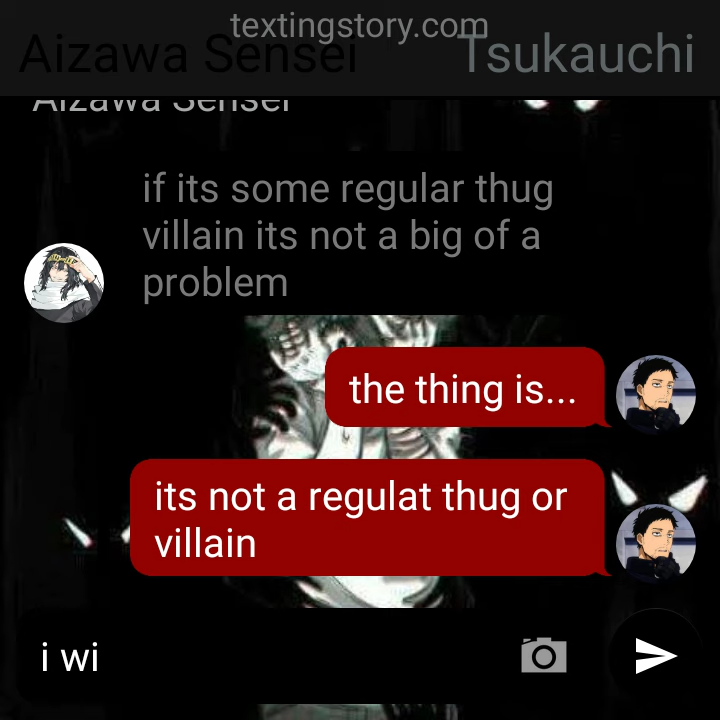 textingstory.com
Aizawa Sensei Tsukauchi
Aizawa Sensei
if its some regular thug
villain its not a big of a
problem
the thing is...
its not a regulat thug or
villain
i wi